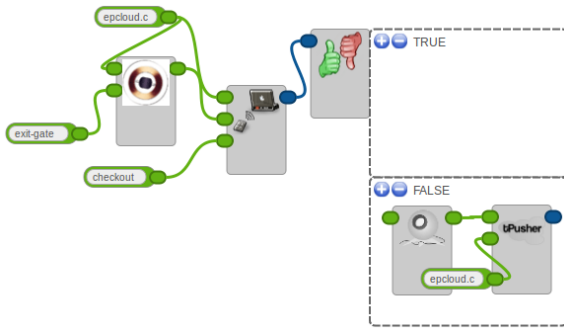 epcloud.c
TRUE
exit-gate
checkout
FALSE
tPusher
epcloud.c